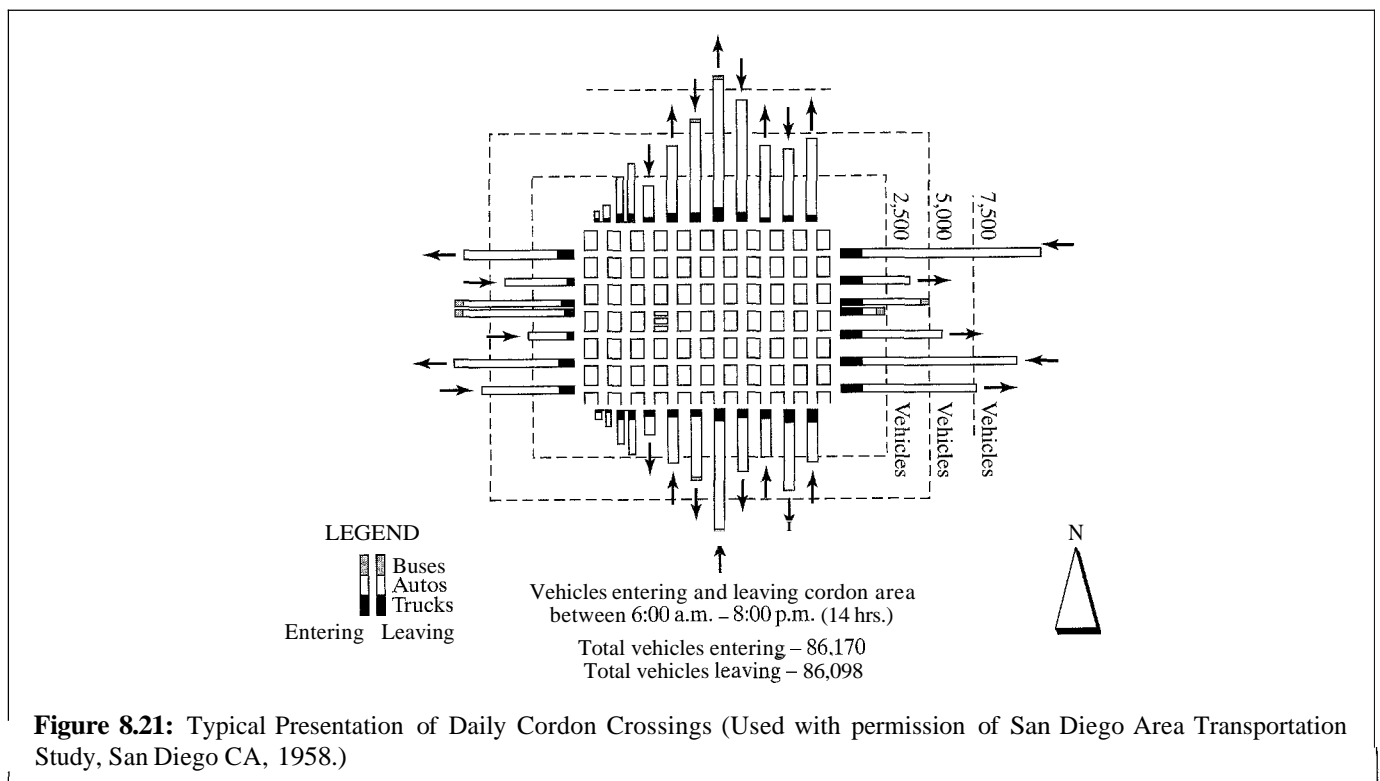 2,500
5,000
7,500
Vehicles
Vehicles
Vehicles
LEGEND
Buses
Autos
Trucks
Entering Leaving
N
Vehicles entering and leaving cordon area
between 6:00 a.m. – 8:00 p.m. (14 hrs.)
Total vehicles entering – 86,170
Total vehicles leaving – 86,098
Figure 8.21: Typical Presentation of Daily Cordon Crossings (Used with permission of San Diego Area Transportation
Study, San Diego CA, 1958.)